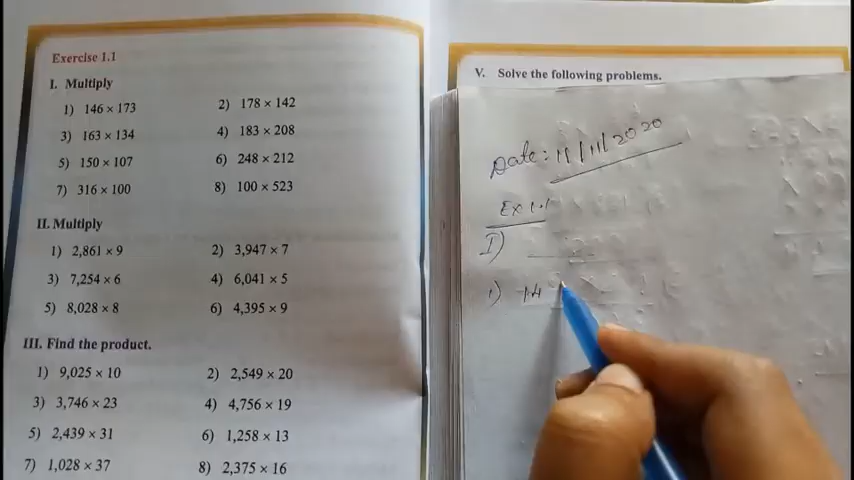 Exercise 1.1
I. Multiply
1) 146 × 173
2) 178 × 142
3) 163 × 134
4) 183 × 208
5) 150 × 107
6) 248 × 212
7) 316 × 100
8) 100 × 523
II. Multiply
1) 2,861 × 9
2) 3,947 × 7
3) 7,254 × 6
4) 6,041 × 5
5) 8,028 × 8
6) 4,395 × 9
III. Find the product.
1) 9,025 × 10
2) 2,549 × 20
3) 3,746 × 23
4) 4,756 × 19
5) 2,439 × 31
6) 1,258 × 13
7) 1,028 × 37
8) 2,375 × 16
V. Solve the following problems.
Date: 11/11/2020
Ex 1.1
I)
1) 14